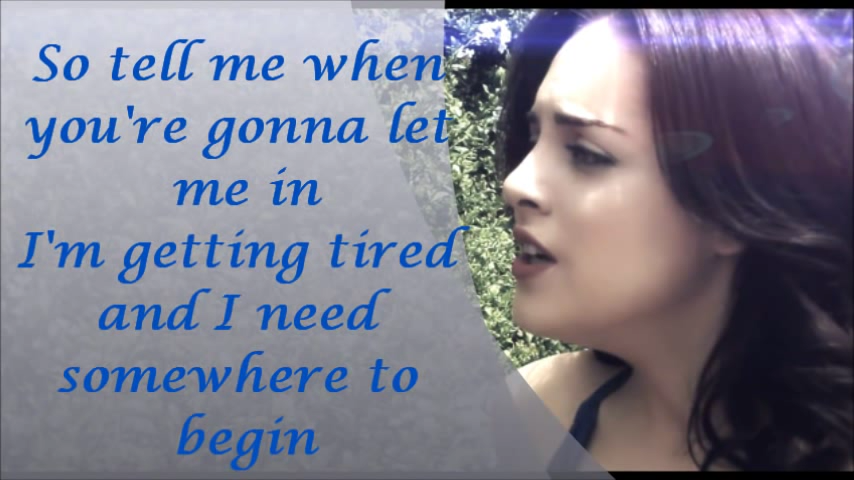 So tell me when
you're gonna let
me in
I'm getting tired
and I need
somewhere to
begin